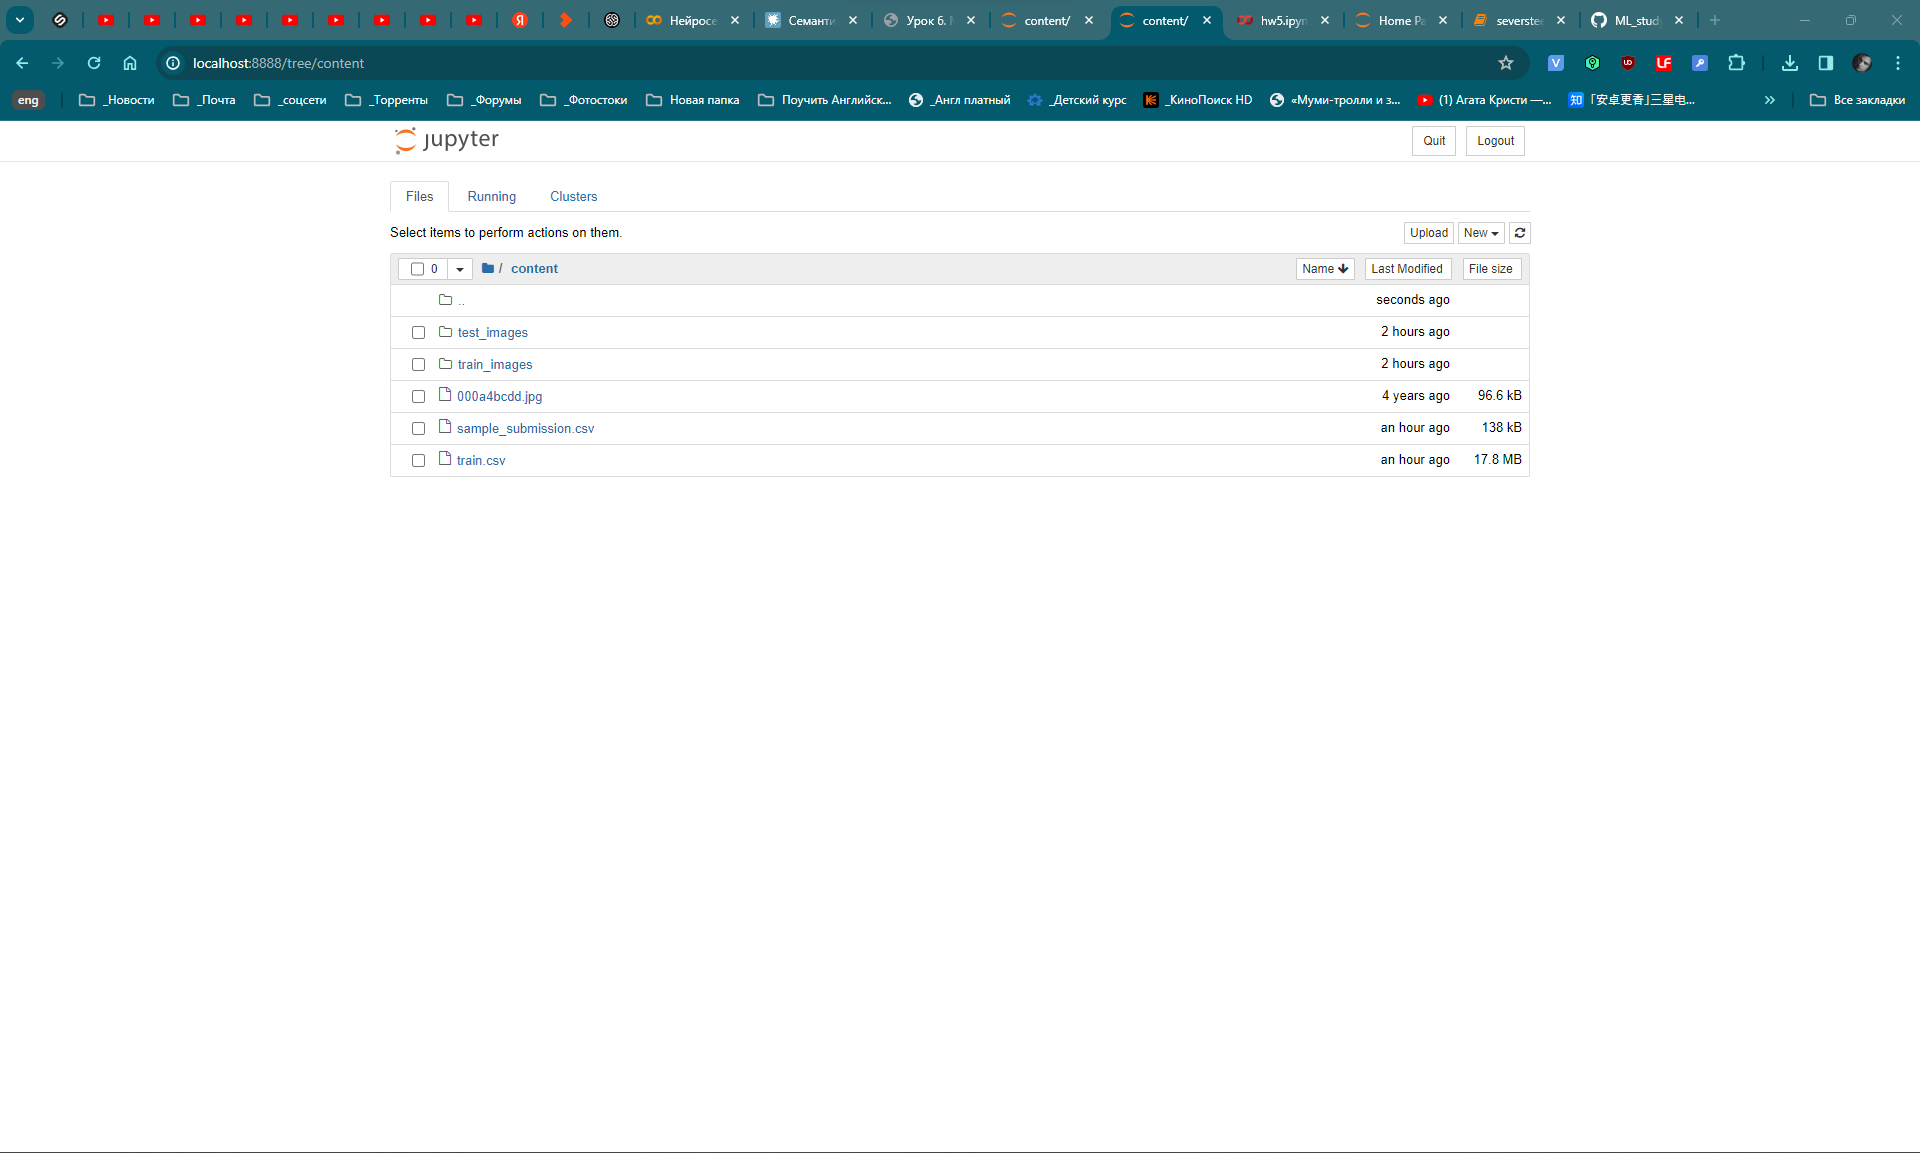 Нейросе
Семанти
Урок 6. М
content/
content/
hw5.ipyn
Home Pa
seversteel
ML_study
localhost:8888/tree/content
eng
_Новости
_Почта
_соцсети
_Торренты
_Форумы
_Фотостоки
Новая папка
Поучить Английск...
_Англ платный
_Детский курс
_КиноПоиск HD
«Муми-тролли и з...
(1) Агата Кристи —...
「安卓更香」三星电...
Все закладки
jupyter
Quit
Logout
Files
Running
Clusters
Select items to perform actions on them.
Upload
New
0
/ content
Name
Last Modified
File size
..
seconds ago
test_images
2 hours ago
train_images
2 hours ago
000a4bcdd.jpg
4 years ago
96.6 kB
sample_submission.csv
an hour ago
138 kB
train.csv
an hour ago
17.8 MB